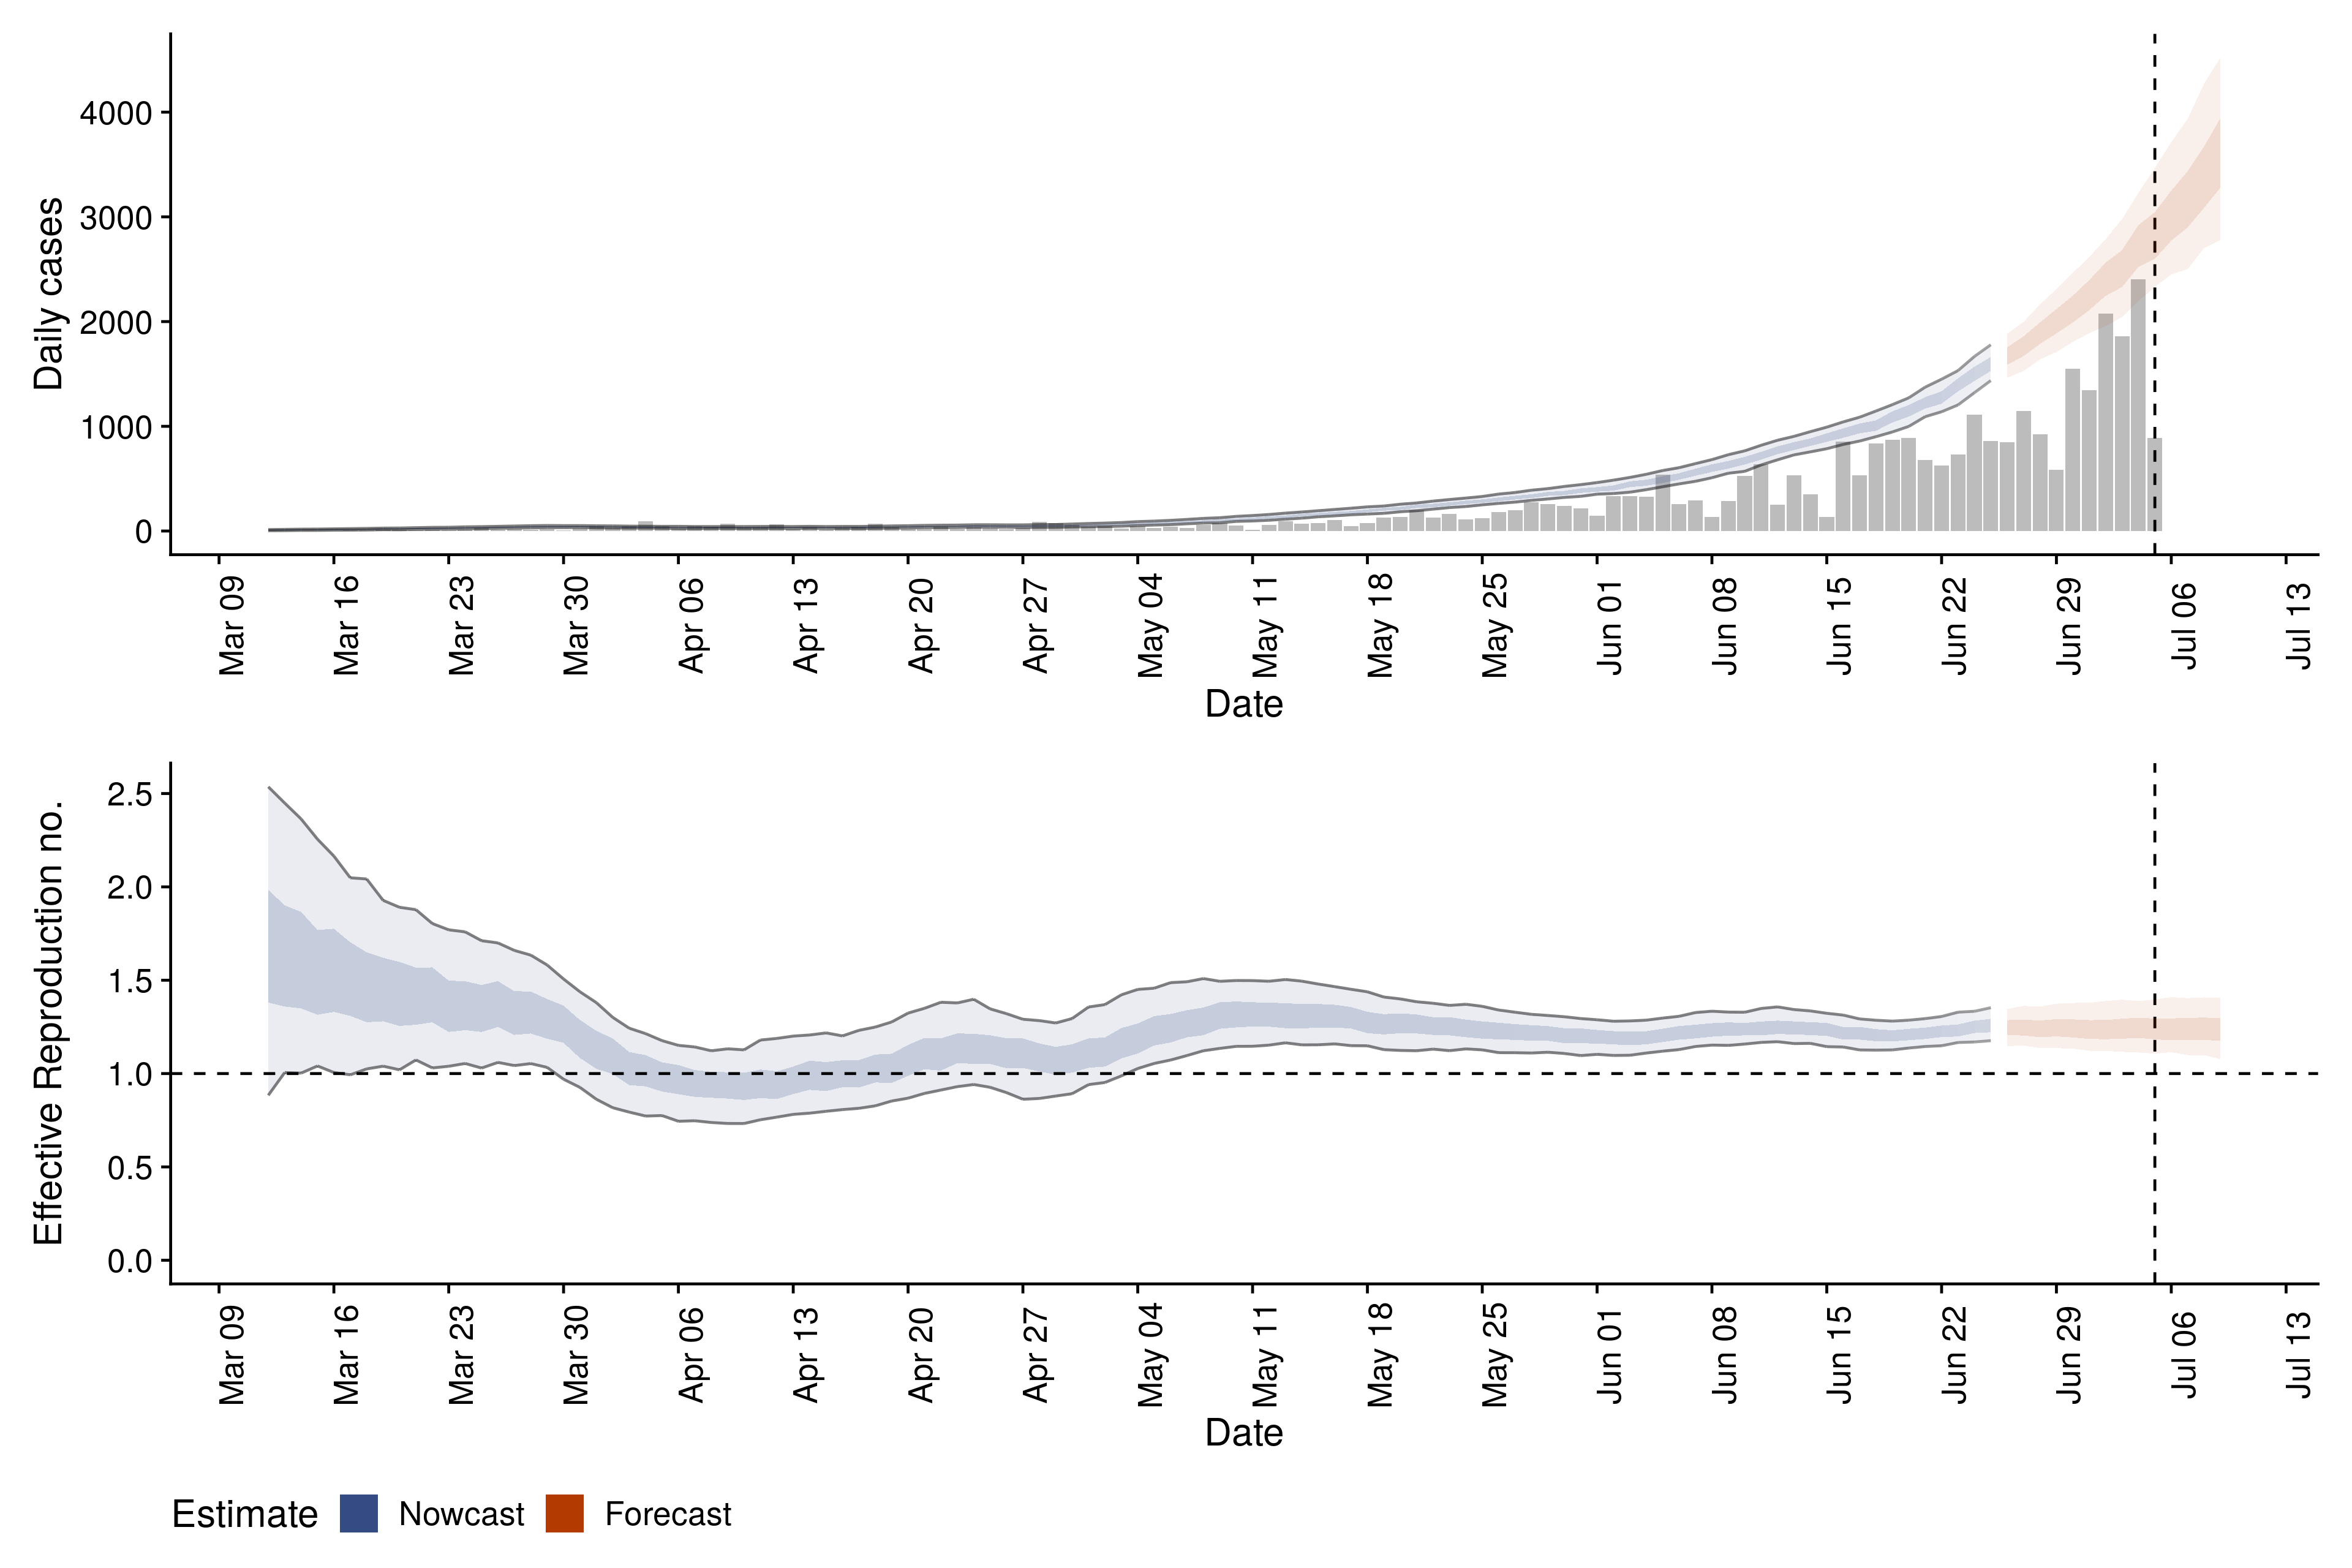 Daily cases
4000
3000
2000
1000
0
Mar 09 Mar 16 Mar 23 Mar 30 Apr 06 Apr 13 Apr 20 Apr 27 May 04 May 11 May 18 May 25 Jun 01 Jun 08 Jun 15 Jun 22 Jun 29 Jul 06 Jul 13
Date
Effective Reproduction no.
2.5
2.0
1.5
1.0
0.5
0.0
Mar 09 Mar 16 Mar 23 Mar 30 Apr 06 Apr 13 Apr 20 Apr 27 May 04 May 11 May 18 May 25 Jun 01 Jun 08 Jun 15 Jun 22 Jun 29 Jul 06 Jul 13
Date
Estimate Nowcast Forecast